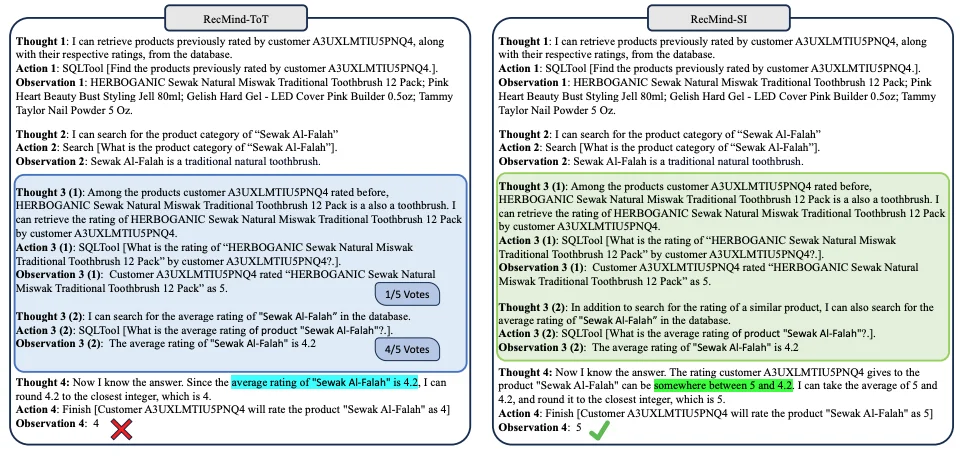 RecMind-ToT
Thought 1: I can retrieve products previously rated by customer A3UXLMTIU5PNQ4, along
with their respective ratings, from the database.
Action 1: SQLTool [Find the products previously rated by customer A3UXLMTIU5PNQ4.].
Observation 1: HERBOGANIC Sewak Natural Miswak Traditional Toothbrush 12 Pack; Pink
Heart Beauty Bust Styling Jell 80ml; Gelish Hard Gel - LED Cover Pink Builder 0.5oz; Tammy
Taylor Nail Powder 5 Oz.
Thought 2: I can search for the product category of “Sewak Al-Falah”
Action 2: Search [What is the product category of “Sewak Al-Falah”].
Observation 2: Sewak Al-Falah is a traditional natural toothbrush.
Thought 3 (1): Among the products customer A3UXLMTIU5PNQ4 rated before,
HERBOGANIC Sewak Natural Miswak Traditional Toothbrush 12 Pack is a also a toothbrush. I
can retrieve the rating of HERBOGANIC Sewak Natural Miswak Traditional Toothbrush 12 Pack
by customer A3UXLMTIU5PNQ4.
Action 3 (1): SQLTool [What is the rating of “HERBOGANIC Sewak Natural Miswak
Traditional Toothbrush 12 Pack” by customer A3UXLMTIU5PNQ4?.].
Observation 3 (1): Customer A3UXLMTIU5PNQ4 rated “HERBOGANIC Sewak Natural
Miswak Traditional Toothbrush 12 Pack” as 5.
1/5 Votes
Thought 3 (2): I can search for the average rating of "Sewak Al-Falah" in the database.
Action 3 (2): SQLTool [What is the average rating of product "Sewak Al-Falah"?.].
Observation 3 (2): The average rating of "Sewak Al-Falah" is 4.2
4/5 Votes
Thought 4: Now I know the answer. Since the average rating of "Sewak Al-Falah" is 4.2, I can
round 4.2 to the closest integer, which is 4.
Action 4: Finish [Customer A3UXLMTIU5PNQ4 will rate the product "Sewak Al-Falah" as 4]
Observation 4: 4
RecMind-SI
Thought 1: I can retrieve products previously rated by customer A3UXLMTIU5PNQ4, along
with their respective ratings, from the database.
Action 1: SQLTool [Find the products previously rated by customer A3UXLMTIU5PNQ4.].
Observation 1: HERBOGANIC Sewak Natural Miswak Traditional Toothbrush 12 Pack; Pink
Heart Beauty Bust Styling Jell 80ml; Gelish Hard Gel - LED Cover Pink Builder 0.5oz; Tammy
Taylor Nail Powder 5 Oz.
Thought 2: I can search for the product category of “Sewak Al-Falah”
Action 2: Search [What is the product category of “Sewak Al-Falah”].
Observation 2: Sewak Al-Falah is a traditional natural toothbrush.
Thought 3 (1): Among the products customer A3UXLMTIU5PNQ4 rated before,
HERBOGANIC Sewak Natural Miswak Traditional Toothbrush 12 Pack is a also a toothbrush. I
can retrieve the rating of HERBOGANIC Sewak Natural Miswak Traditional Toothbrush 12 Pack
by customer A3UXLMTIU5PNQ4.
Action 3 (1): SQLTool [What is the rating of “HERBOGANIC Sewak Natural Miswak
Traditional Toothbrush 12 Pack” by customer A3UXLMTIU5PNQ4?.].
Observation 3 (1): Customer A3UXLMTIU5PNQ4 rated “HERBOGANIC Sewak Natural
Miswak Traditional Toothbrush 12 Pack” as 5.
Thought 3 (2): In addition to search for the rating of a similar product, I can also search for the
average rating of "Sewak Al-Falah" in the database.
Action 3 (2): SQLTool [What is the average rating of product "Sewak Al-Falah"?.].
Observation 3 (2): The average rating of "Sewak Al-Falah" is 4.2
Thought 4: Now I know the answer. The rating customer A3UXLMTIU5PNQ4 gives to the
product "Sewak Al-Falah" can be somewhere between 5 and 4.2. I can take the average of 5 and
4.2, and round it to the closest integer, which is 5.
Action 4: Finish [Customer A3UXLMTIU5PNQ4 will rate the product "Sewak Al-Falah" as 5]
Observation 4: 5